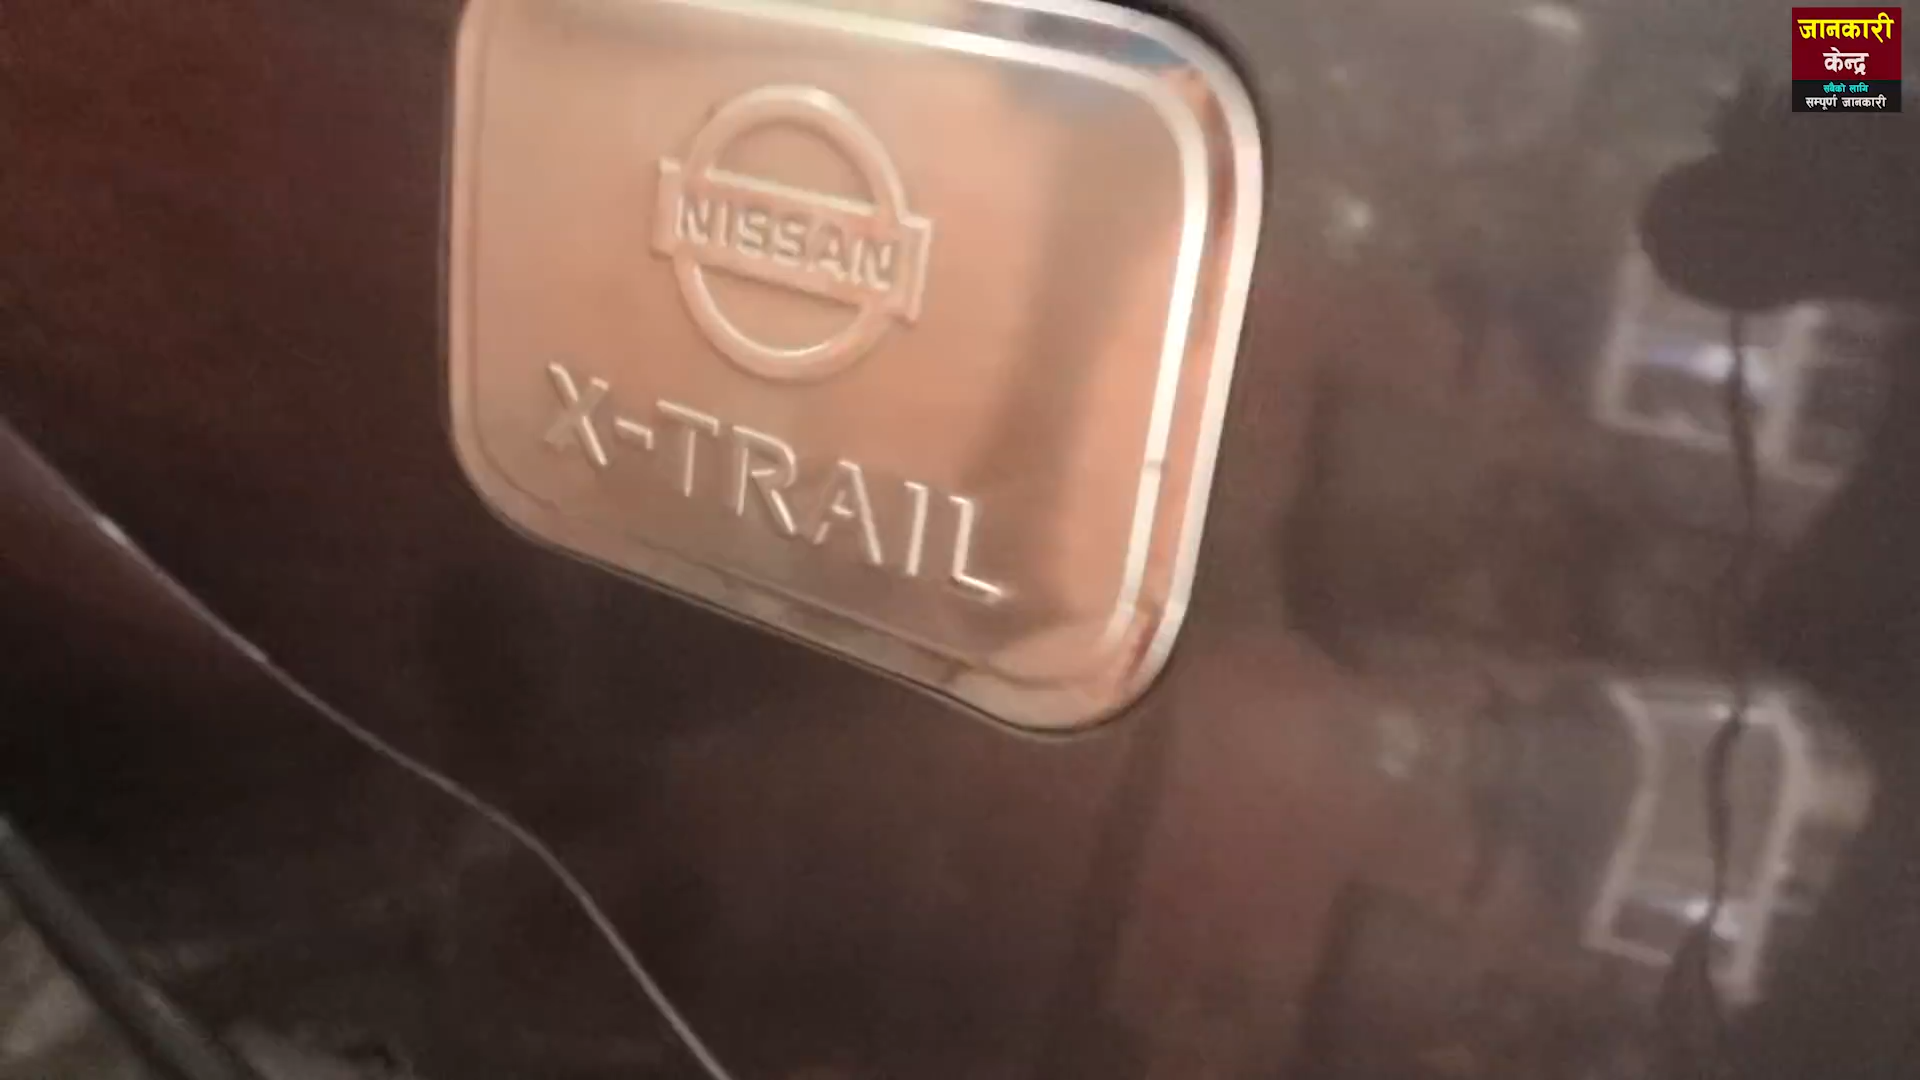 NISSAN
X-TRAIL
जानकारी
केन्द्र
सबैको लागि
सम्पूर्ण जानकारी